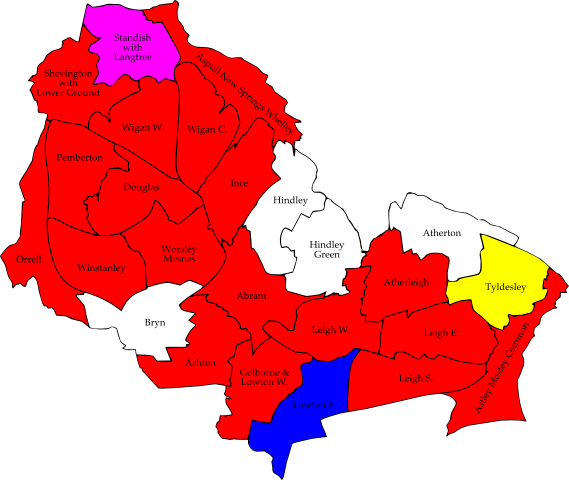 Standish
with
Langtree
Aspull New Springs Whelley
Shevington
with
Lower Ground
Wigan W.
Wigan C.
Pemberton
Douglas
Ince
Hindley
Hindley
Green
Atherton
Orrell
Winstanley
Worsley
Mesnes
Atherleigh
Tyldesley
Abram
Bryn
Leigh W.
Leigh E.
Astley Mosley Common
Ashton
Golborne &
Lowton W.
Leigh S.
Lowton E.